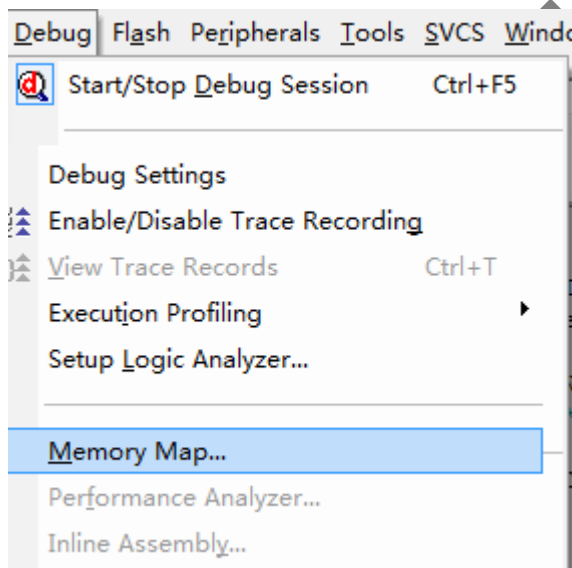 Debug Flash Peripherals Tools SVCS Windo
Start/Stop Debug Session Ctrl+F5
Debug Settings
Enable/Disable Trace Recording
View Trace Records Ctrl+T
Execution Profiling
Setup Logic Analyzer...
Memory Map...
Performance Analyzer...
Inline Assembly...